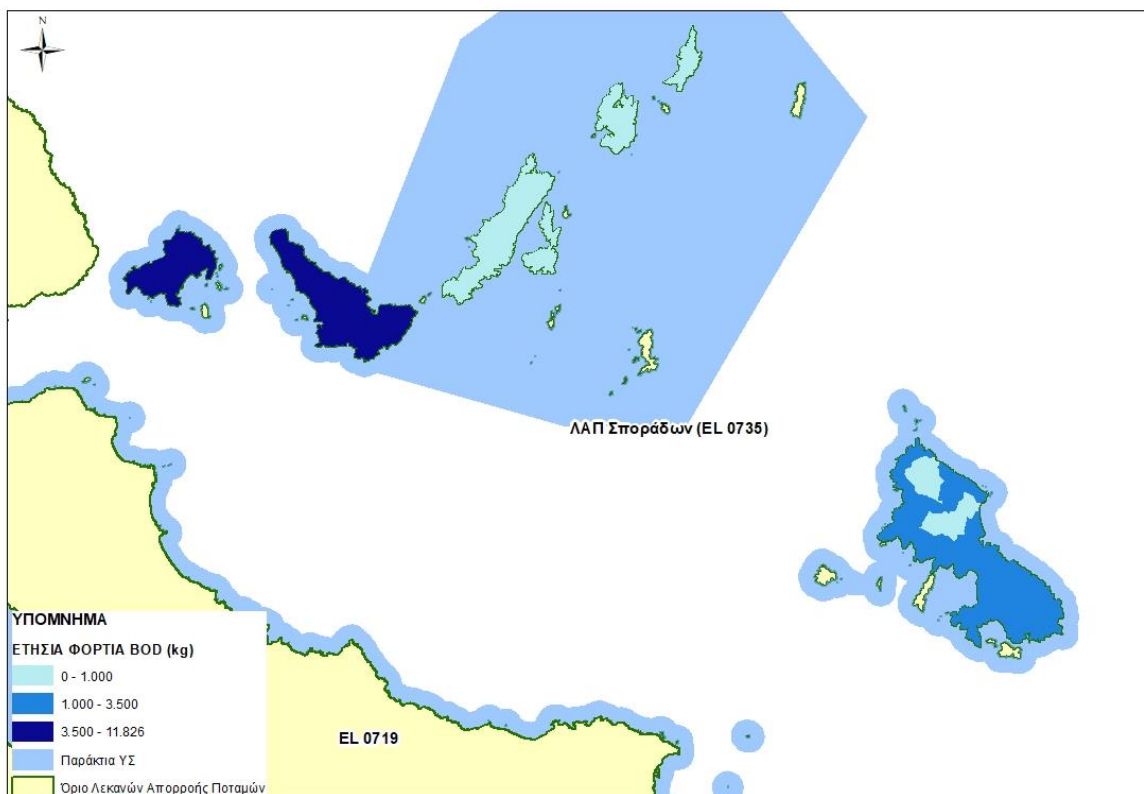 N
ΛΑΠ Σποράδων (EL 0735)
ΥΠΟΜΝΗΜΑ
ΕΤΗΣΙΑ ΦΟΡΤΙΑ BOD (kg)
0 - 1.000
1.000 - 3.500
3.500 - 11.826
Παράκτια ΥΣ
Όριο Λεκανών Απορροής Ποταμών
EL 0719